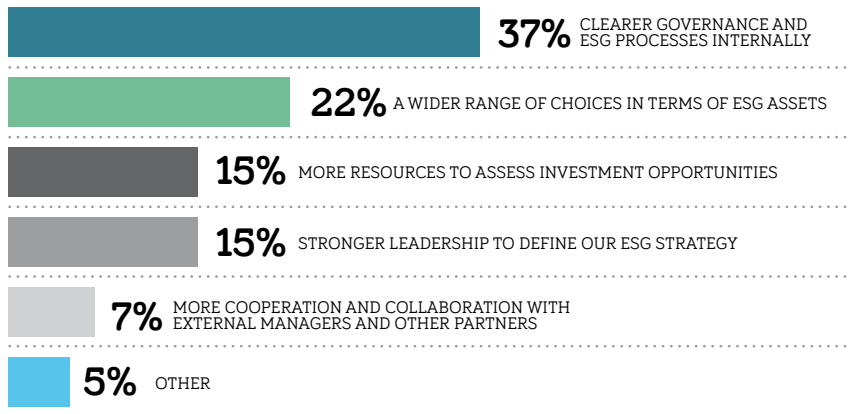 37% CLEARER GOVERNANCE AND
ESG PROCESSES INTERNALLY
22% A WIDER RANGE OF CHOICES IN TERMS OF ESG ASSETS
15% MORE RESOURCES TO ASSESS INVESTMENT OPPORTUNITIES
15% STRONGER LEADERSHIP TO DEFINE OUR ESG STRATEGY
7% MORE COOPERATION AND COLLABORATION WITH
EXTERNAL MANAGERS AND OTHER PARTNERS
5% OTHER